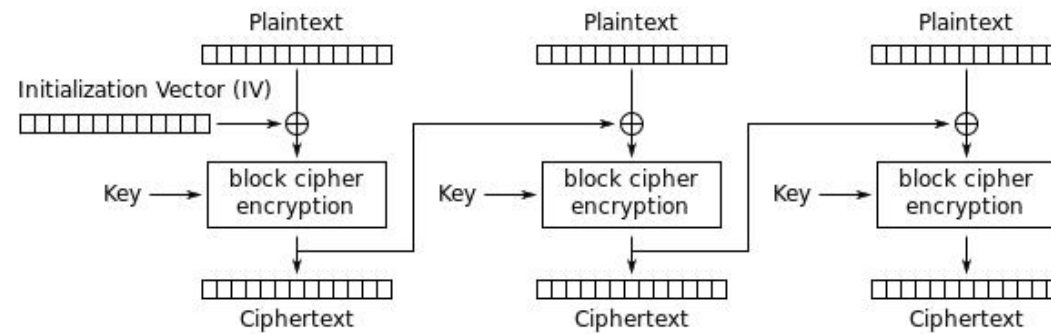 Plaintext
Plaintext
Plaintext
Initialization Vector (IV)
Key
block cipher
encryption
Key
block cipher
encryption
Key
block cipher
encryption
Ciphertext
Ciphertext
Ciphertext